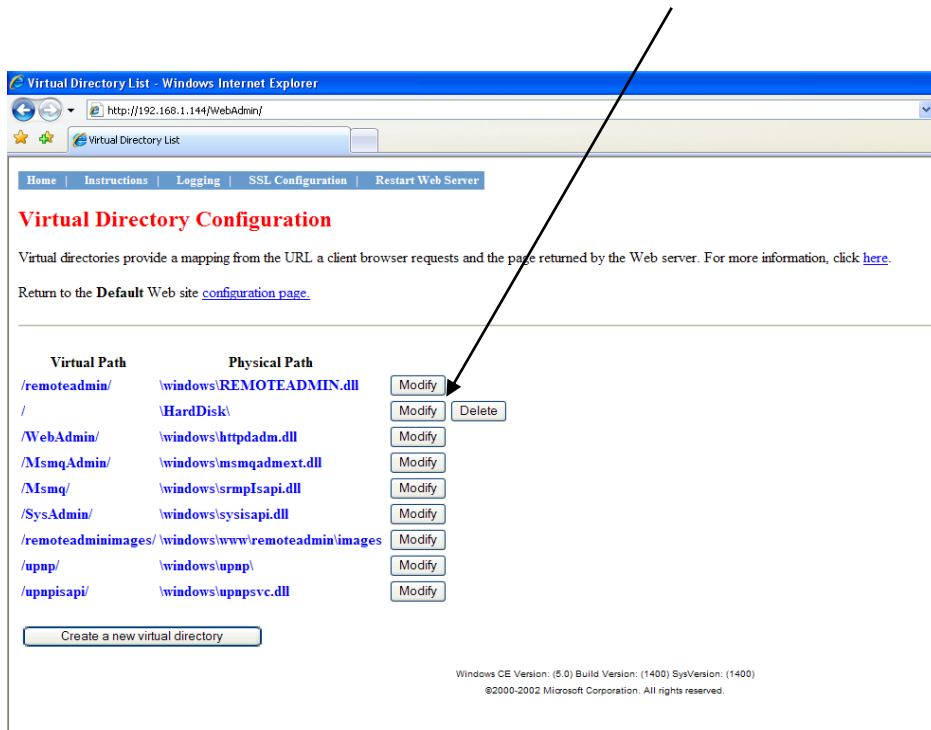 Virtual Directory List - Windows Internet Explorer
http://192.168.1.144/WebAdmin/
Virtual Directory List
Home | Instructions | Logging | SSL Configuration | Restart Web Server
Virtual Directory Configuration
Virtual directories provide a mapping from the URL a client browser requests and the page returned by the Web server. For more information, click here.
Return to the Default Web site configuration page.
Virtual Path Physical Path
/remoteadmin/ \windows\REMOTEADMIN.dll Modify
/ \HardDisk\ Modify Delete
/WebAdmin/ \windows\httpdadm.dll Modify
/MsmqAdmin/ \windows\msmqadmext.dll Modify
/Msmq/ \windows\srmpIsapi.dll Modify
/SysAdmin/ \windows\sysisapi.dll Modify
/remoteadminimages/ \windows\www\remoteadmin\images Modify
/upnp/ \windows\upnp\ Modify
/upnpisapi/ \windows\upnpsvc.dll Modify
Create a new virtual directory
Windows CE Version: (5.0) Build Version: (1400) SysVersion: (1400)
©2000-2002 Microsoft Corporation. All rights reserved.